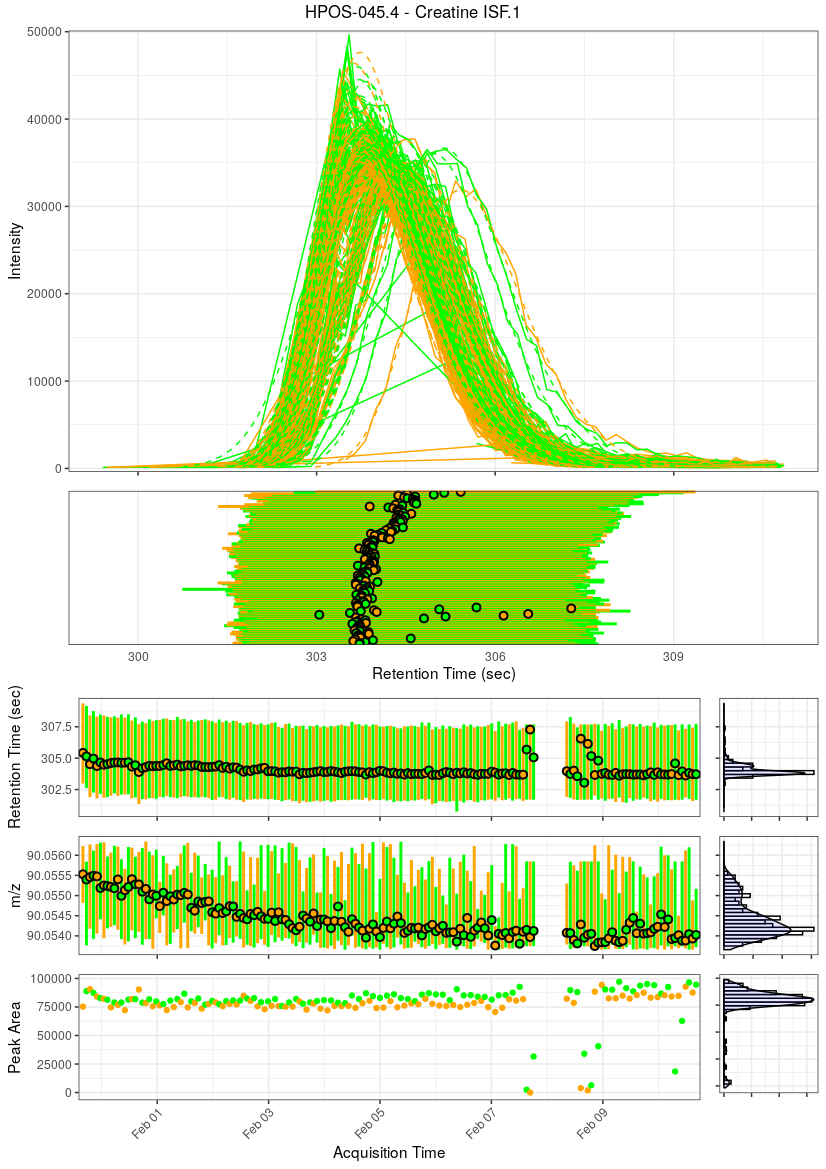 HPOS-045.4 - Creatine ISF.1
50000
40000
30000
20000
10000
0
Intensity
300
303
306
309
Retention Time (sec)
307.5
305.0
302.5
Retention Time (sec)
90.0560
90.0555
90.0550
90.0545
90.0540
m/z
100000
75000
50000
25000
0
Peak Area
Feb 01
Feb 03
Feb 05
Feb 07
Feb 09
Acquisition Time